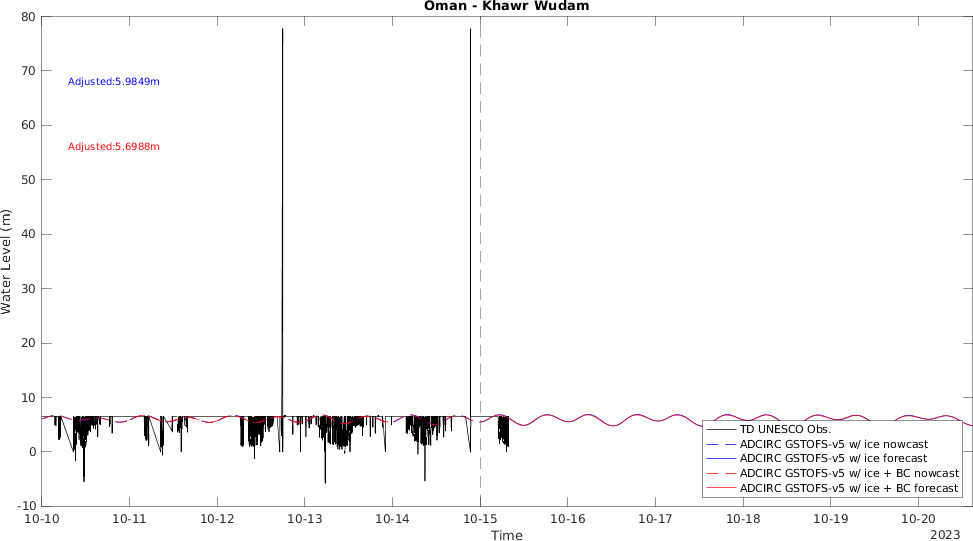 Oman - Khawr Wudam
80
70
60
50
40
30
20
10
0
-10
Water Level (m)
Adjusted:5.9849m
Adjusted:5.6988m
TD UNESCO Obs.
ADCIRC GSTOFS-v5 w/ ice nowcast
ADCIRC GSTOFS-v5 w/ ice forecast
ADCIRC GSTOFS-v5 w/ ice + BC nowcast
ADCIRC GSTOFS-v5 w/ ice + BC forecast
10-10 10-11 10-12 10-13 10-14 10-15 10-16 10-17 10-18 10-19 10-20
Time
2023